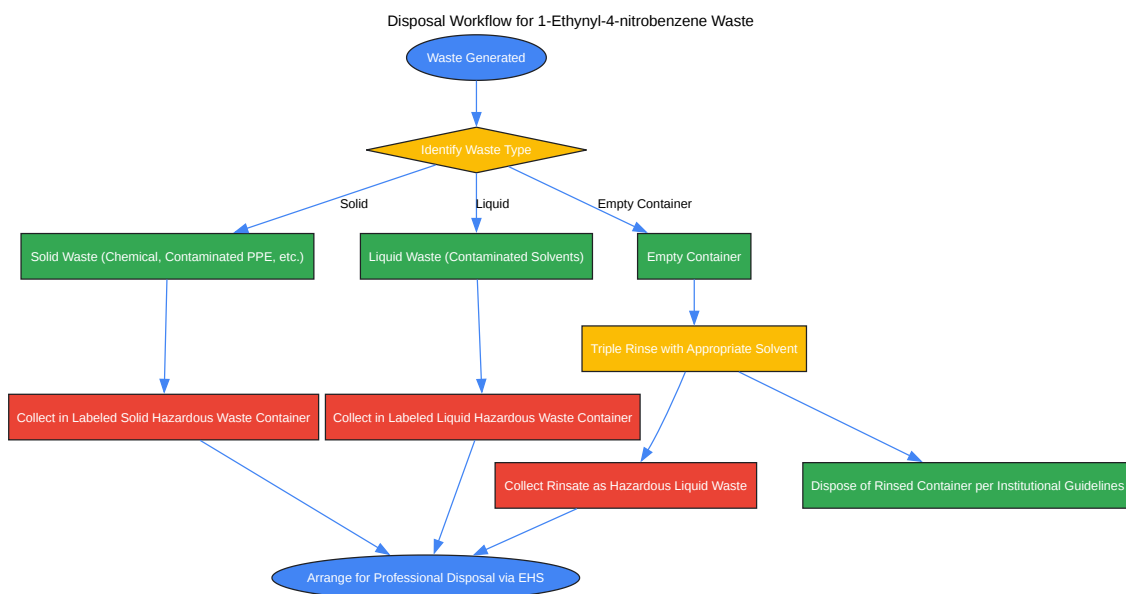 Disposal Workflow for 1-Ethynyl-4-nitrobenzene Waste
Waste Generated
Identify Waste Type
Solid
Liquid
Empty Container
Solid Waste (Chemical, Contaminated PPE, etc.)
Liquid Waste (Contaminated Solvents)
Empty Container
Triple Rinse with Appropriate Solvent
Collect in Labeled Solid Hazardous Waste Container
Collect in Labeled Liquid Hazardous Waste Container
Collect Rinsate as Hazardous Liquid Waste
Dispose of Rinsed Container per Institutional Guidelines
Arrange for Professional Disposal via EHS